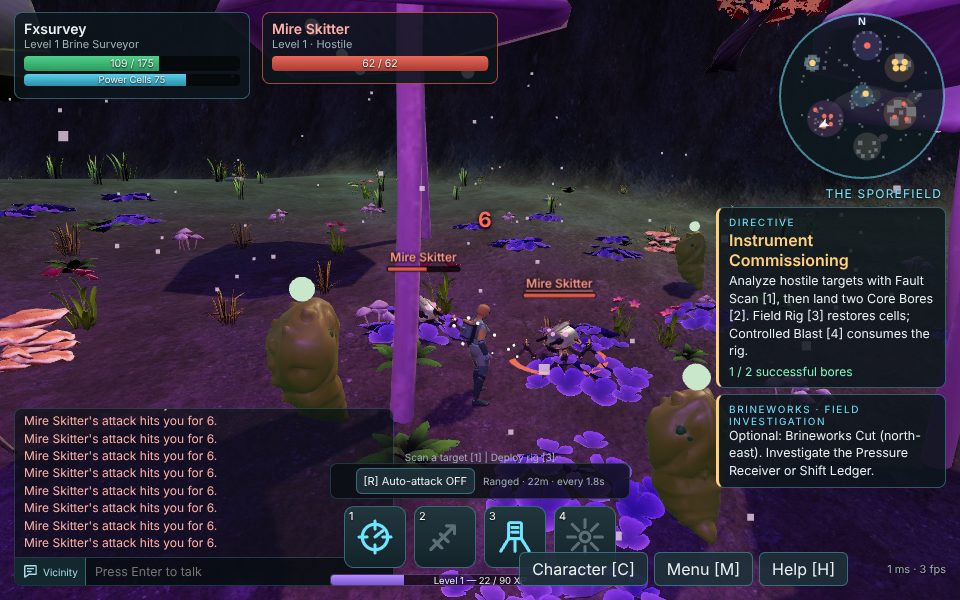 Fxsurvey
Level 1 Brine Surveyor
109 / 175
Power Cells 75
Mire Skitter
Level 1 · Hostile
62 / 62
N
THE SPOREFIELD
DIRECTIVE
Instrument
Commissioning
Analyze hostile targets with Fault
Scan [1], then land two Core Bores
[2]. Field Rig [3] restores cells;
Controlled Blast [4] consumes the
rig.
1 / 2 successful bores
BRINEWORKS · FIELD
INVESTIGATION
Optional: Brineworks Cut (north-
east). Investigate the Pressure
Receiver or Shift Ledger.
6
Mire Skitter
Mire Skitter
Mire Skitter's attack hits you for 6.
Mire Skitter's attack hits you for 6.
Mire Skitter's attack hits you for 6.
Mire Skitter's attack hits you for 6.
Mire Skitter's attack hits you for 6.
Mire Skitter's attack hits you for 6.
Mire Skitter's attack hits you for 6.
Mire Skitter's attack hits you for 6.
Vicinity
Press Enter to talk
Scan a target [1] | Deploy rig [3]
[R] Auto-attack OFF
Ranged · 22m · every 1.8s
1
2
3
4
Level 1 — 22 / 90 X
Character [C]
Menu [M]
Help [H]
1 ms · 3 fps